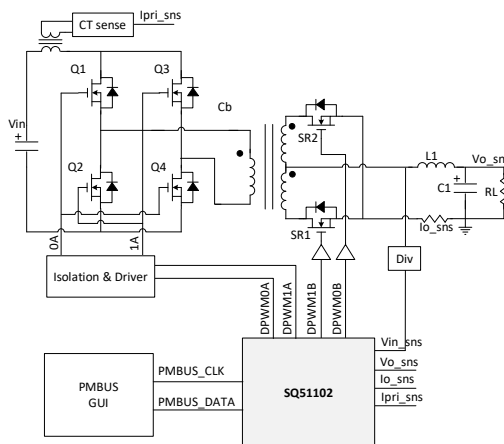 CT sense
Ipri_sns
Q1
Q3
Cb
Vin
+
SR2
L1
Vo_sns
Q2
Q4
C1
+
RL
SR1
Io_sns
0A
1A
Div
Isolation & Driver
DPWM0A
DPWM1A
DPWM1B
DPWM0B
Vin_sns
PMBUS
GUI
PMBUS_CLK
PMBUS_DATA
SQ51102
Vo_sns
Io_sns
Ipri_sns